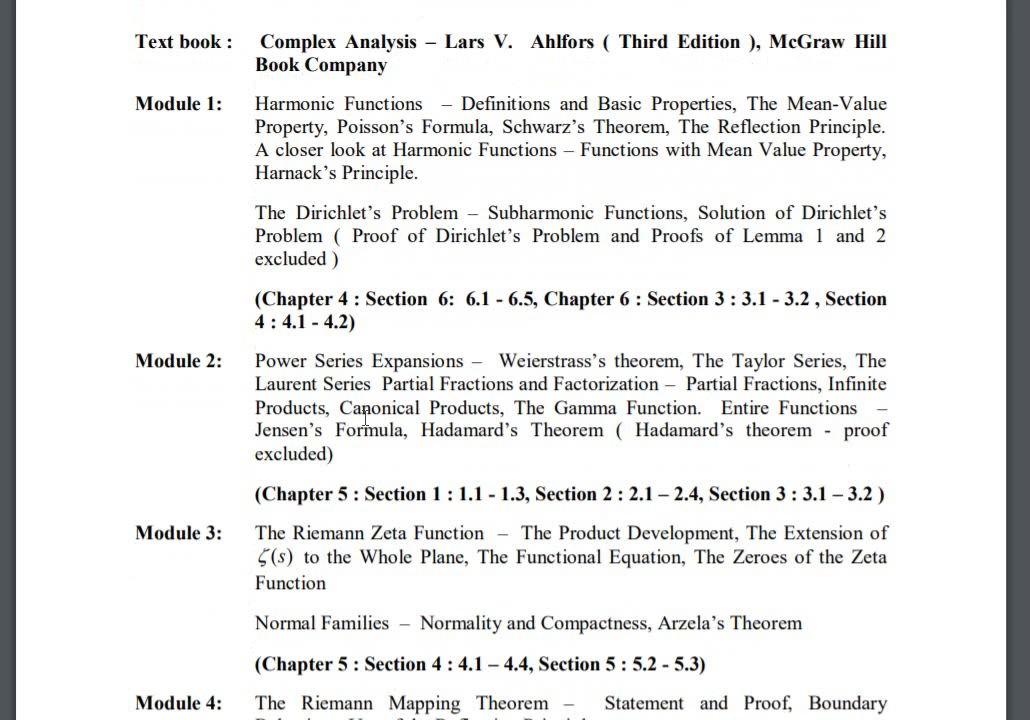 Text book : Complex Analysis – Lars V. Ahlfors ( Third Edition ), McGraw Hill
Book Company
Module 1: Harmonic Functions – Definitions and Basic Properties, The Mean-Value
Property, Poisson's Formula, Schwarz's Theorem, The Reflection Principle.
A closer look at Harmonic Functions – Functions with Mean Value Property,
Harnack's Principle.
The Dirichlet's Problem – Subharmonic Functions, Solution of Dirichlet's
Problem ( Proof of Dirichlet's Problem and Proofs of Lemma 1 and 2
excluded )
(Chapter 4 : Section 6: 6.1 - 6.5, Chapter 6 : Section 3 : 3.1 - 3.2 , Section
4 : 4.1 - 4.2)
Module 2: Power Series Expansions – Weierstrass's theorem, The Taylor Series, The
Laurent Series Partial Fractions and Factorization – Partial Fractions, Infinite
Products, Canonical Products, The Gamma Function. Entire Functions –
Jensen's Formula, Hadamard's Theorem ( Hadamard's theorem - proof
excluded)
(Chapter 5 : Section 1 : 1.1 - 1.3, Section 2 : 2.1 – 2.4, Section 3 : 3.1 – 3.2 )
Module 3: The Riemann Zeta Function – The Product Development, The Extension of
ζ(s) to the Whole Plane, The Functional Equation, The Zeroes of the Zeta
Function
Normal Families – Normality and Compactness, Arzela's Theorem
(Chapter 5 : Section 4 : 4.1 – 4.4, Section 5 : 5.2 - 5.3)
Module 4: The Riemann Mapping Theorem – Statement and Proof, Boundary